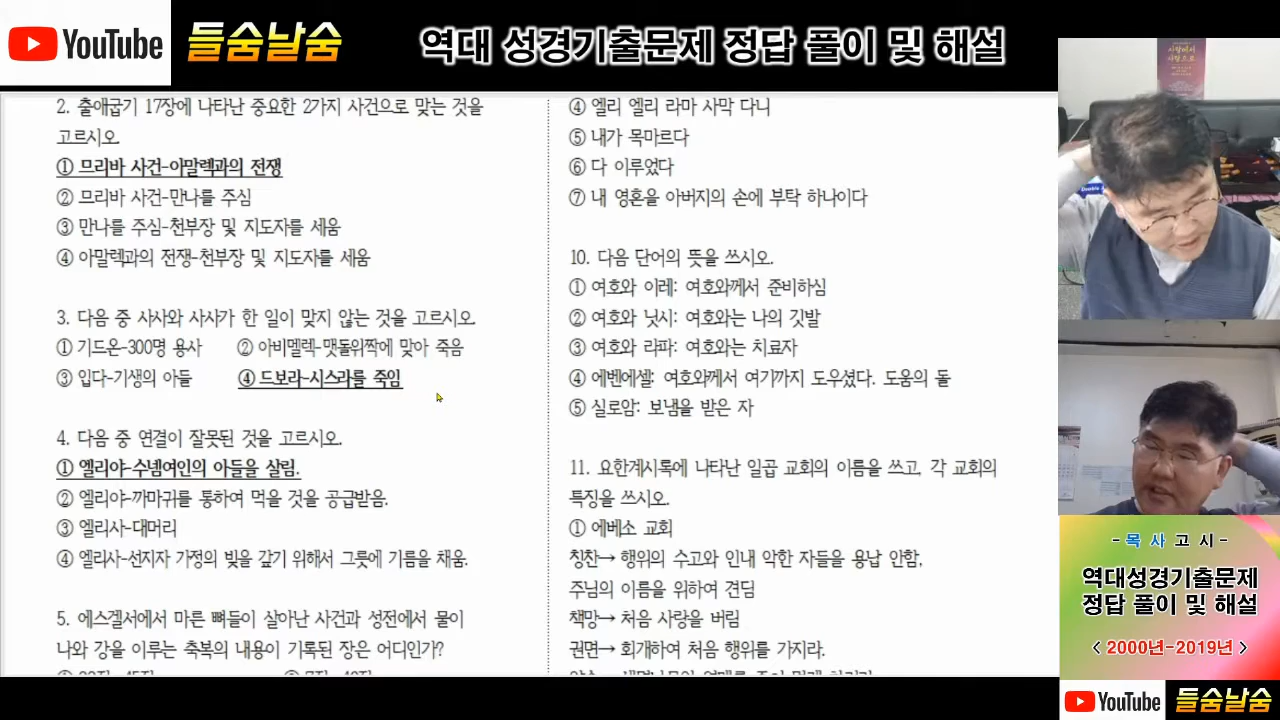 YouTube 들숨날숨 역대 성경기출문제 정답 풀이 및 해설
2. 출애굽기 17장에 나타난 중요한 2가지 사건으로 맞는 것을
고르시오.
① 므리바 사건-아말렉과의 전쟁
② 므리바 사건-만나를 주심
③ 만나를 주심-천부장 및 지도자를 세움
④ 아말렉과의 전쟁-천부장 및 지도자를 세움
3. 다음 중 사사와 사사가 한 일이 맞지 않는 것을 고르시오.
① 기드온-300명 용사 ② 아비멜렉-맷돌위짝에 맞아 죽음
③ 입다-기생의 아들 ④ 드보라-시스라를 죽임
4. 다음 중 연결이 잘못된 것을 고르시오.
① 엘리야-수넴여인의 아들을 살림.
② 엘리야-까마귀를 통하여 먹을 것을 공급받음.
③ 엘리사-대머리
④ 엘리사-선지자 가정의 빚을 갚기 위해서 그릇에 기름을 채움.
5. 에스겔서에서 마른 뼈들이 살아난 사건과 성전에서 물이
나와 강을 이루는 축복의 내용이 기록된 장은 어디인가?
④ 엘리 엘리 라마 사막 다니
⑤ 내가 목마르다
⑥ 다 이루었다
⑦ 내 영혼을 아버지의 손에 부탁 하나이다
10. 다음 단어의 뜻을 쓰시오.
① 여호와 이레: 여호와께서 준비하심
② 여호와 닛시: 여호와는 나의 깃발
③ 여호와 라파: 여호와는 치료자
④ 에벤에셀: 여호와께서 여기까지 도우셨다. 도움의 돌
⑤ 실로암: 보냄을 받은 자
11. 요한계시록에 나타난 일곱 교회의 이름을 쓰고, 각 교회의
특징을 쓰시오.
① 에베소 교회
칭찬→ 행위의 수고와 인내 악한 자들을 용납 안함,
주님의 이름을 위하여 견딤
책망→ 처음 사랑을 버림
권면→ 회개하여 처음 행위를 가지라.
사랑에서
사랑으로
-목사고시-
역대성경기출문제
정답 풀이 및 해설
< 2000년-2019년 >
YouTube 들숨날숨